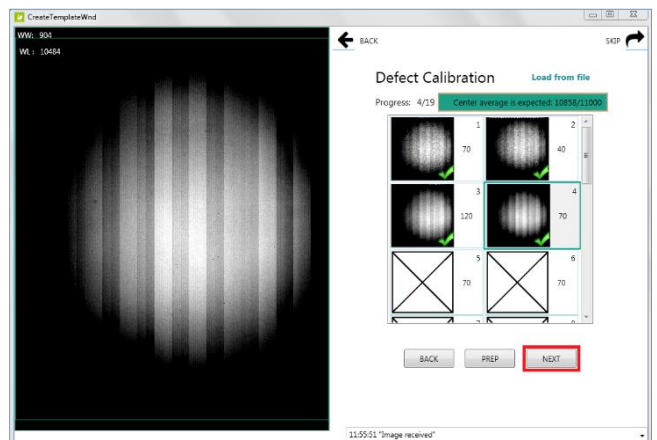 CreateTemplateWnd
WW: 904
WL : 10484
BACK
SKIP
Defect Calibration
Load from file
Progress: 4/19
Center average is expected: 10858/11000
1
70
2
40
3
120
4
70
5
70
6
70
BACK
PREP
NEXT
11:55:51 "Image received"